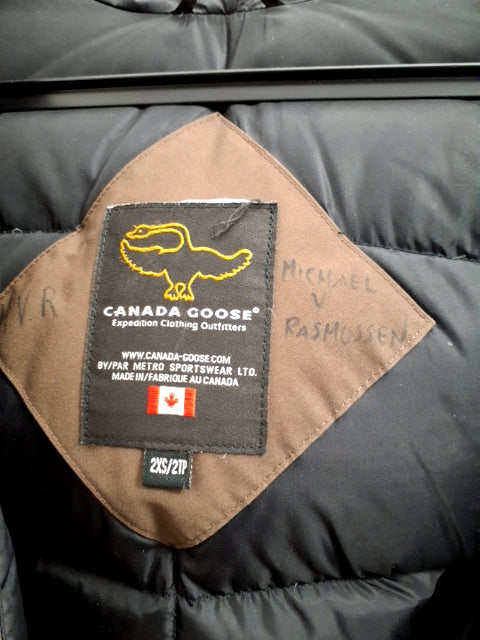 CANADA GOOSE®
Expedition Clothing Outfitters
WWW.CANADA-GOOSE.COM
BY/PAR METRO SPORTSWEAR LTD.
MADE IN/FABRIQUE AU CANADA
2XS/2TP
MICHAEL
V
RASMUSSEN